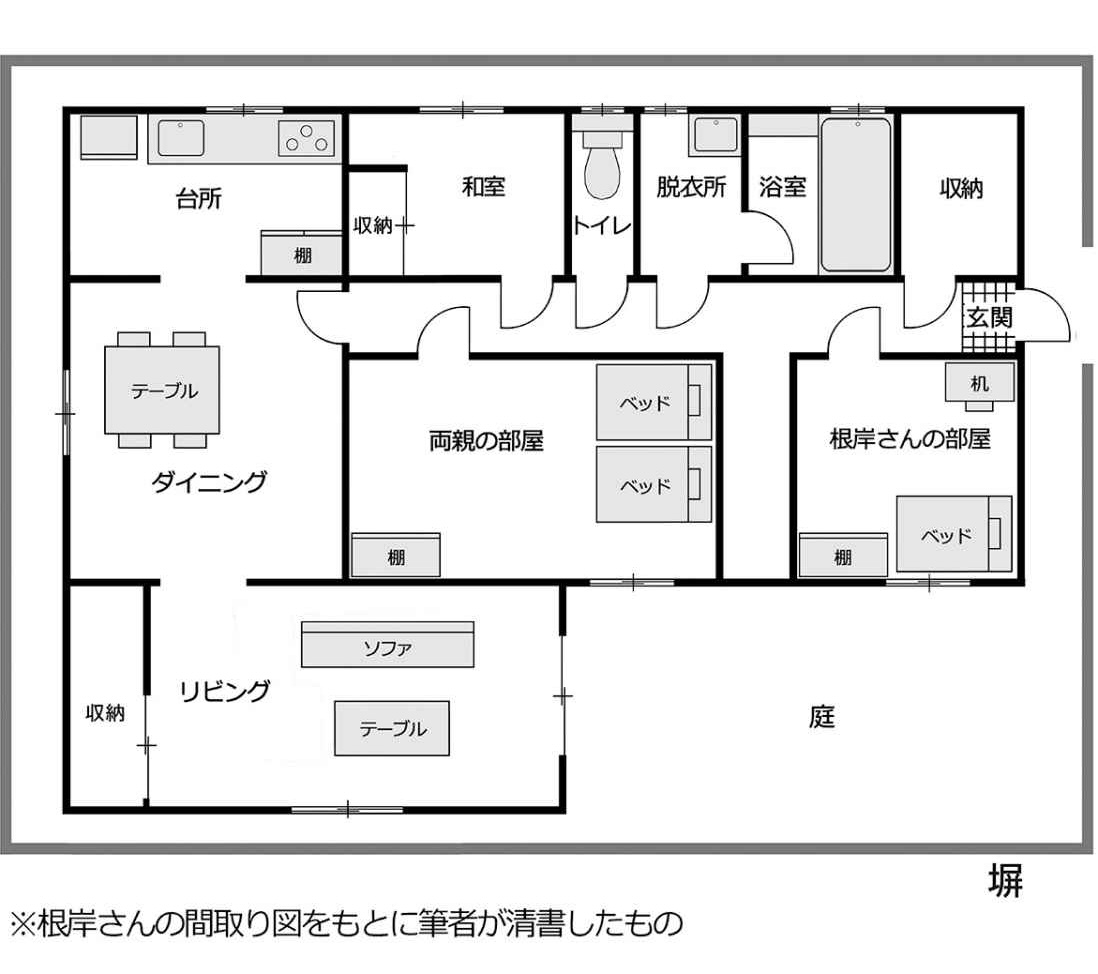 台所
棚
和室
収納
トイレ
脱衣所
浴室
収納
玄関
テーブル
ダイニング
両親の部屋
ベッド
ベッド
棚
机
根岸さんの部屋
ベッド
棚
収納
リビング
ソファ
テーブル
庭
塀
※根岸さんの間取り図をもとに筆者が清書したもの